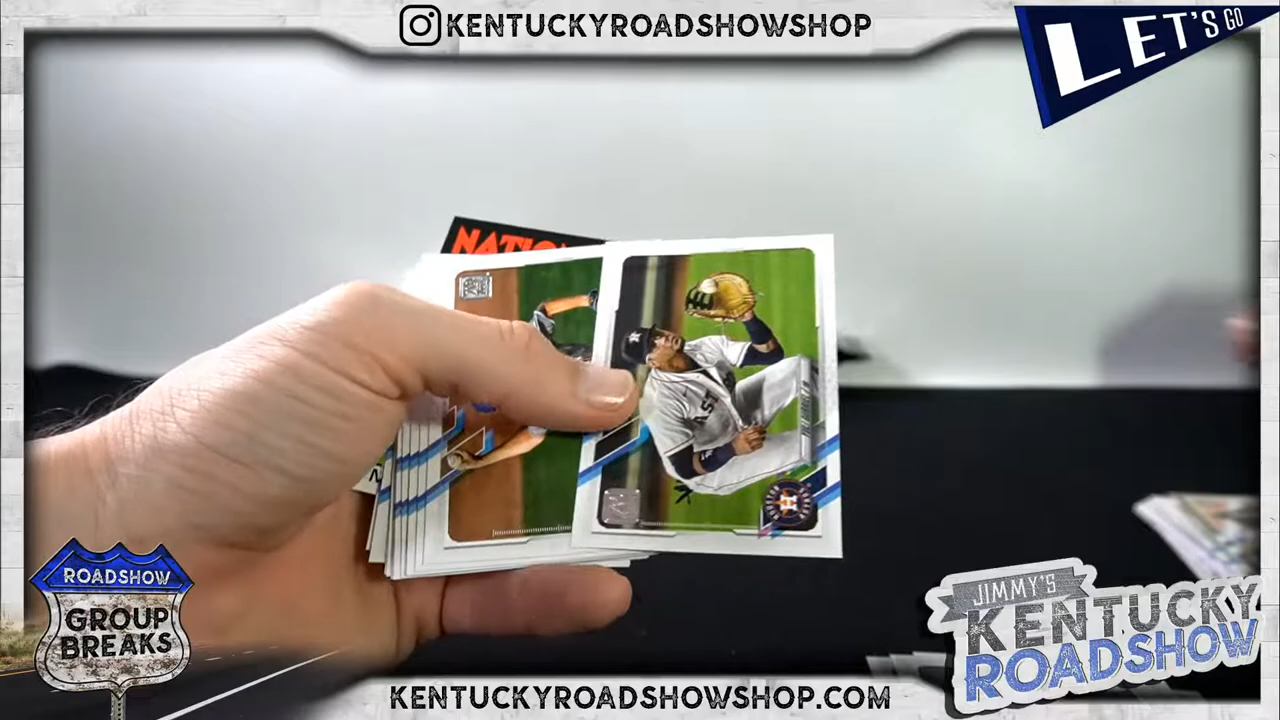 KENTUCKYROADSHOWSHOP
LET'S GO
NATIO
ROADSHOW
GROUP
BREAKS
JIMMY'S
KENTUCKY
ROADSHOW
KENTUCKYROADSHOWSHOP.COM